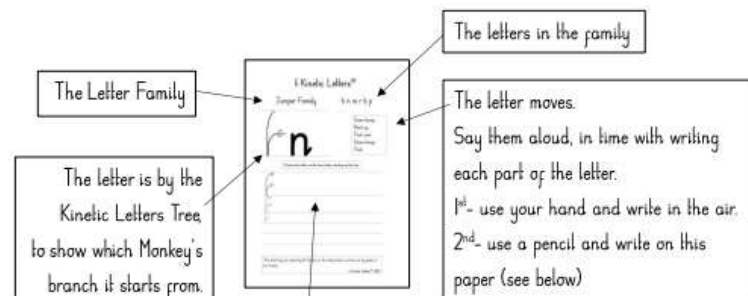 The letters in the family
The Letter Family
Kinetic Letters®
Jumper Family
h n m r b p
n
The letter moves.
Say them aloud, in time with writing
each part of the letter.
1st- use your hand and write in the air.
2nd- use a pencil and write on this
paper (see below)
The letter is by the
Kinetic Letters Tree,
to show which Monkey's
branch it starts from.